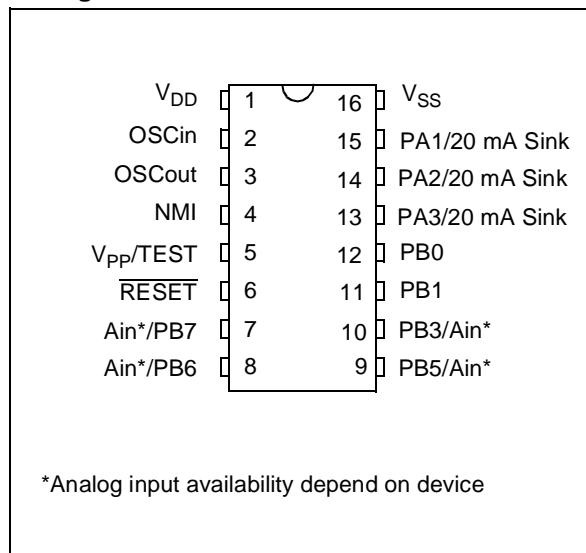 VDD 1 16 VSS
OSCin 2 15 PA1/20 mA Sink
OSCout 3 14 PA2/20 mA Sink
NMI 4 13 PA3/20 mA Sink
VPP/TEST 5 12 PB0
RESET 6 11 PB1
Ain*/PB7 7 10 PB3/Ain*
Ain*/PB6 8 9 PB5/Ain*
*Analog input availability depend on device